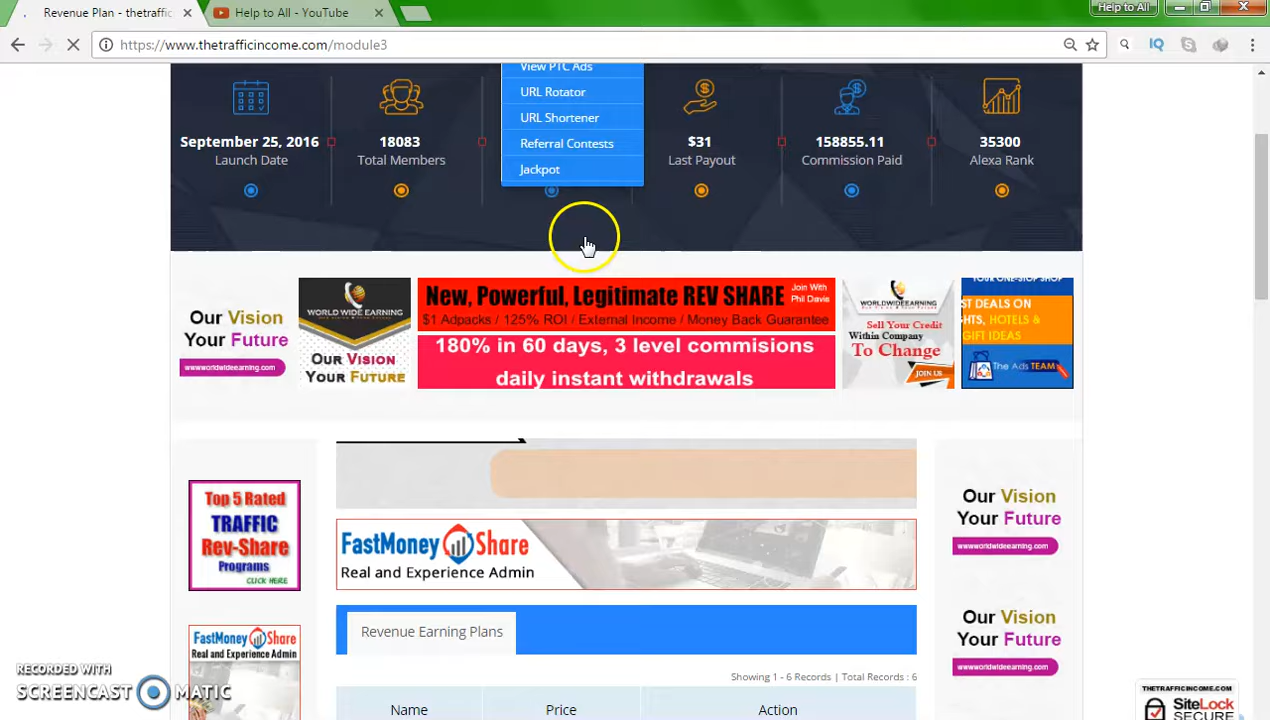 Revenue Plan - thetraffic
Help to All - YouTube
Help to All
https://www.thetrafficincome.com/module3
View PTC Ads
URL Rotator
URL Shortener
Referral Contests
Jackpot
September 25, 2016
Launch Date
18083
Total Members
$31
Last Payout
158855.11
Commission Paid
35300
Alexa Rank
Our Vision
Your Future
wwworldwideearning.com
WORLD WIDE EARNING
OUR VISION
YOUR FUTURE
New, Powerful, Legitimate REV SHARE
Join With
Phil Davis
$1 Adpacks / 125% ROI / External Income / Money Back Guarantee
180% in 60 days, 3 level commisions
daily instant withdrawals
WORLDWIDEEARNING
Sell Your Credit
Within Company
To Change
JOIN US
YOUR ONE-STOP SHOP
ST DEALS ON
HTS, HOTELS &
GIFT IDEAS
The Ads TEAM
Top 5 Rated
TRAFFIC
Rev-Share
Programs
CLICK HERE
FastMoney Share
Real and Experience Admin
Our Vision
Your Future
wwworldwideearning.com
Revenue Earning Plans
Our Vision
Your Future
wwworldwideearning.com
FastMoney Share
Real and Experience Admin
Showing 1 - 6 Records | Total Records : 6
Name
Price
Action
RECORDED WITH
SCREENCAST MATIC
THETRAFFICINCOME.COM
SiteLock
SECURE